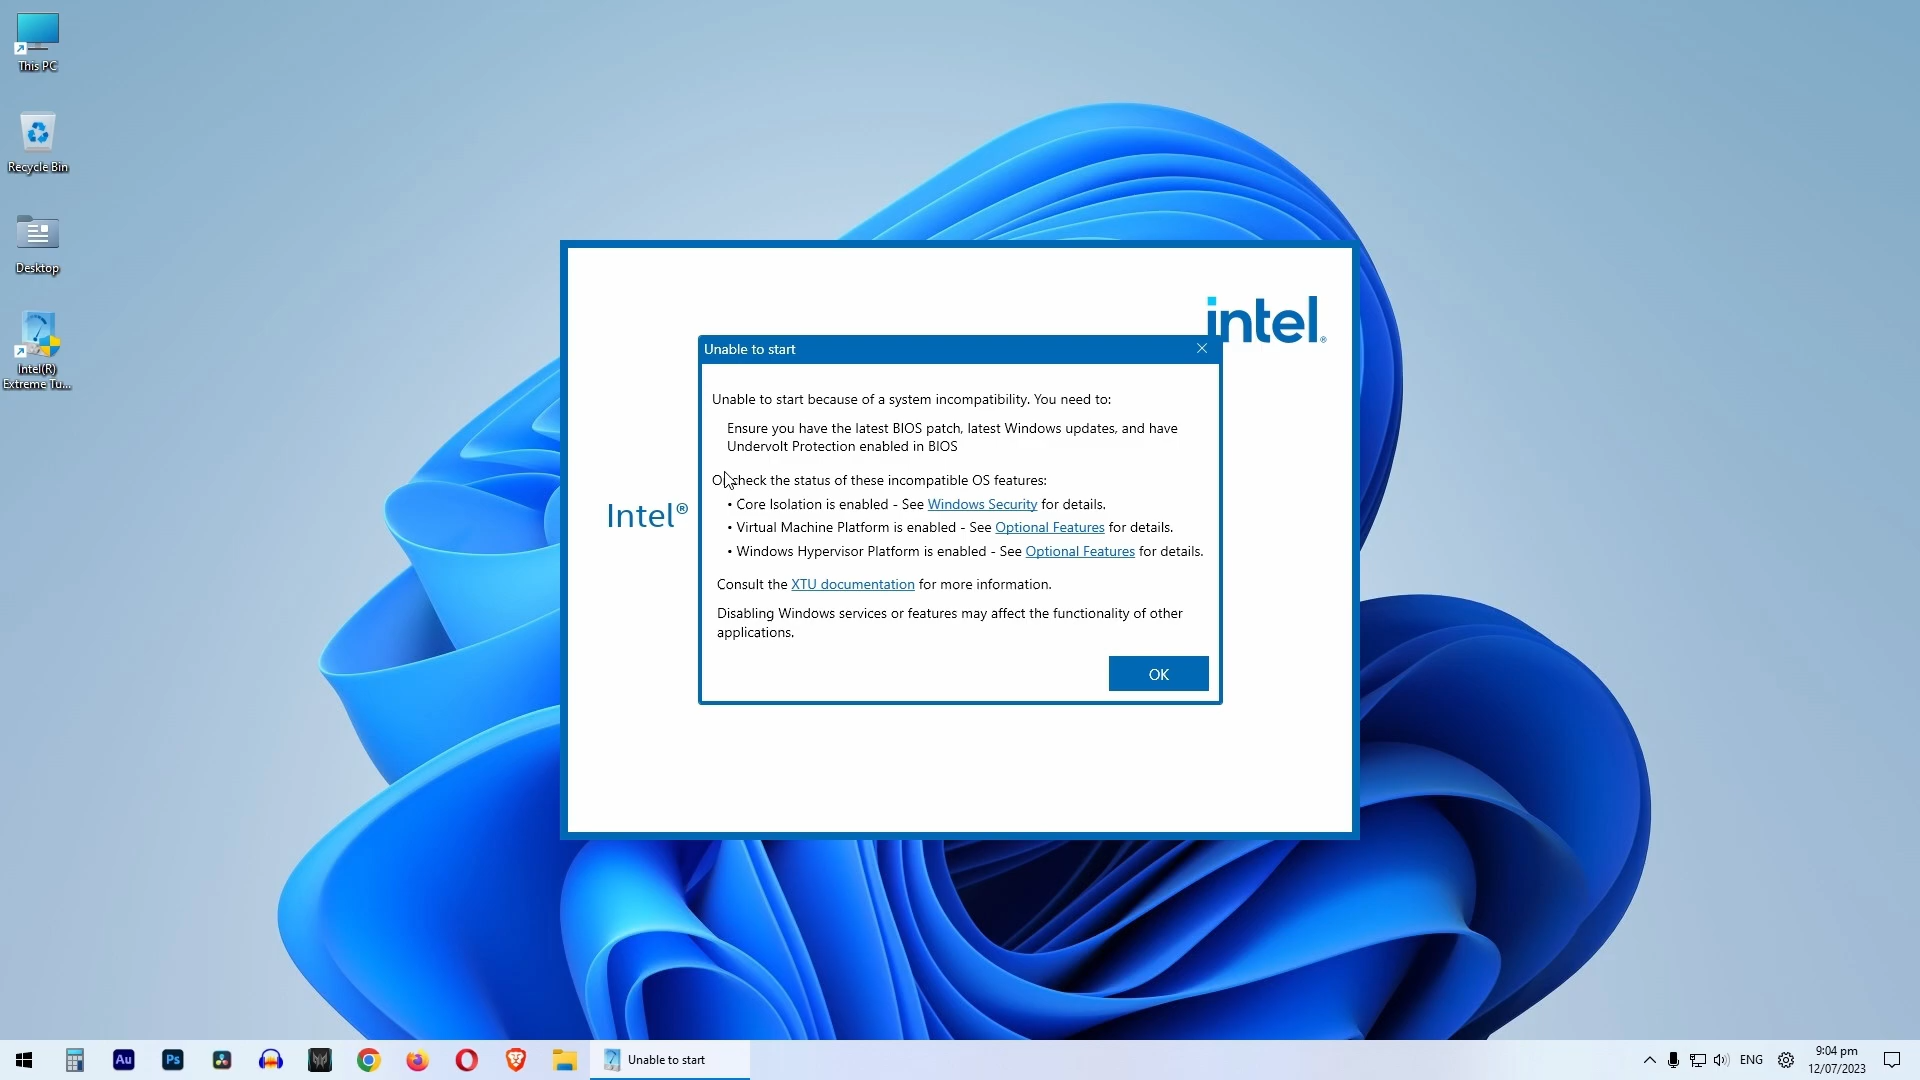 This PC
Recycle Bin
Desktop
Intel(R)
Extreme Tu...
intel®
Intel®
Unable to start
Unable to start because of a system incompatibility. You need to:
Ensure you have the latest BIOS patch, latest Windows updates, and have
Undervolt Protection enabled in BIOS
check the status of these incompatible OS features:
• Core Isolation is enabled - See Windows Security for details.
• Virtual Machine Platform is enabled - See Optional Features for details.
• Windows Hypervisor Platform is enabled - See Optional Features for details.
Consult the XTU documentation for more information.
Disabling Windows services or features may affect the functionality of other
applications.
OK
Au
Ps
Unable to start
ENG
9:04 pm
12/07/2023